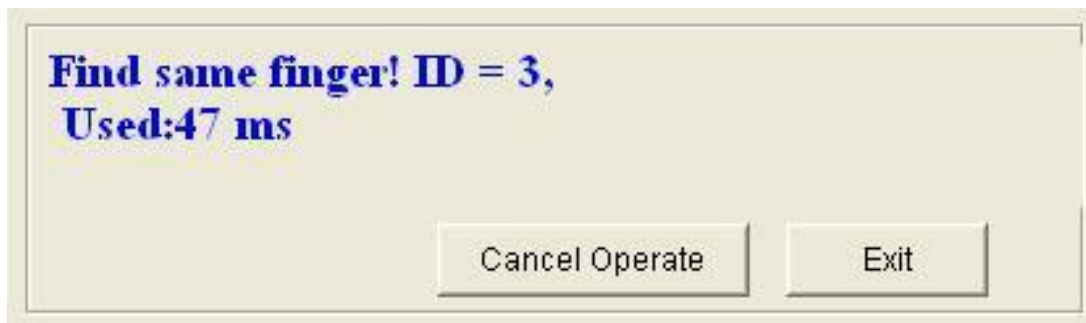 Find same finger! ID = 3,
Used:47 ms
Cancel Operate
Exit